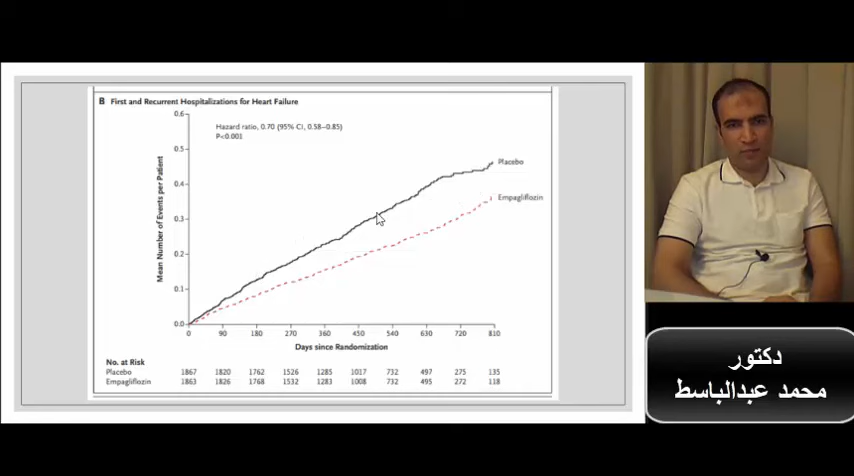 B First and Recurrent Hospitalizations for Heart Failure
Hazard ratio, 0.70 (95% CI, 0.58–0.85)
P<0.001
Mean Number of Events per Patient
0.6
0.5
0.4
0.3
0.2
0.1
0.0
Placebo
Empagliflozin
0 90 180 270 360 450 540 630 720 810
Days since Randomization
No. at Risk
Placebo 1867 1820 1762 1526 1285 1017 732 497 275 135
Empagliflozin 1863 1826 1768 1532 1283 1008 732 495 272 118
دكتور
محمد عبدالباسط